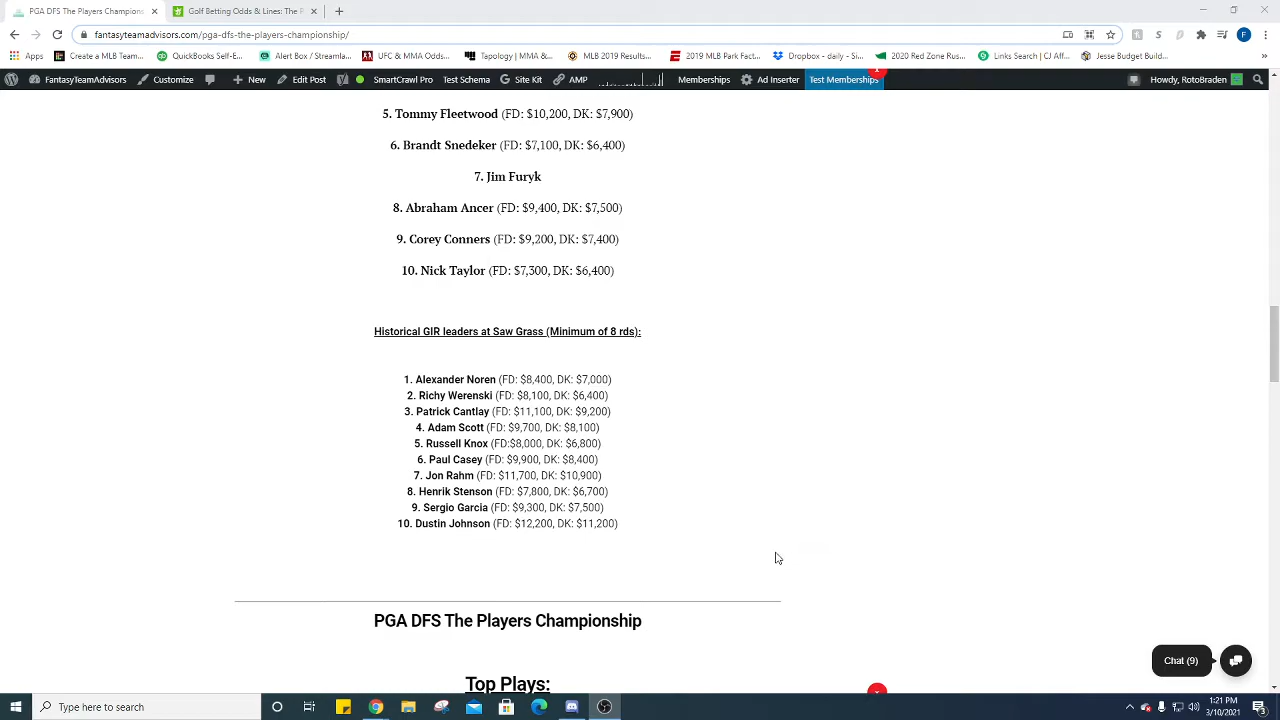 PGA DFS The Players Champions
Golf Betting Odds & Lines: The F
fantasyteamadvisors.com/pga-dfs-the-players-championship/
F
Apps
Create a MLB Team...
QuickBooks Self-E...
Alert Box / Streamla...
UFC & MMA Odds...
Tapology | MMA &...
MLB 2019 Results...
2019 MLB Park Fact...
Dropbox - daily - Si...
2020 Red Zone Rus...
Links Search | CJ Aff...
Jesse Budget Build...
FantasyTeamAdvisors
Customize
New
Edit Post
SmartCrawl Pro
Test Schema
Site Kit
AMP
Memberships
Ad Inserter
Test Memberships
Howdy, RotoBraden
5. Tommy Fleetwood (FD: $10,200, DK: $7,900)
6. Brandt Snedeker (FD: $7,100, DK: $6,400)
7. Jim Furyk
8. Abraham Ancer (FD: $9,400, DK: $7,500)
9. Corey Conners (FD: $9,200, DK: $7,400)
10. Nick Taylor (FD: $7,300, DK: $6,400)
Historical GIR leaders at Saw Grass (Minimum of 8 rds):
1. Alexander Noren (FD: $8,400, DK: $7,000)
2. Richy Werenski (FD: $8,100, DK: $6,400)
3. Patrick Cantlay (FD: $11,100, DK: $9,200)
4. Adam Scott (FD: $9,700, DK: $8,100)
5. Russell Knox (FD:$8,000, DK: $6,800)
6. Paul Casey (FD: $9,900, DK: $8,400)
7. Jon Rahm (FD: $11,700, DK: $10,900)
8. Henrik Stenson (FD: $7,800, DK: $6,700)
9. Sergio Garcia (FD: $9,300, DK: $7,500)
10. Dustin Johnson (FD: $12,200, DK: $11,200)
PGA DFS The Players Championship
Chat (9)
Top Plays:
Type here to search
1:21 PM
3/10/2021